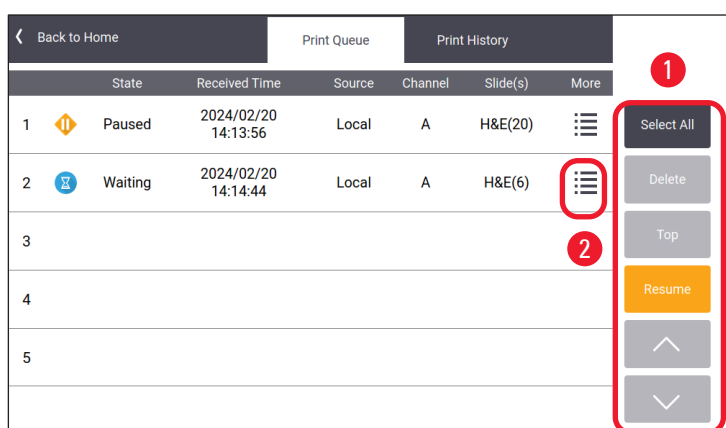 Back to Home Print Queue Print History
1
State Received Time Source Channel Slide(s) More
1 Paused 2024/02/20 14:13:56 Local A H&E(20)
Select All
2 Waiting 2024/02/20 14:14:44 Local A H&E(6)
Delete
3
2
Top
4
Resume
5